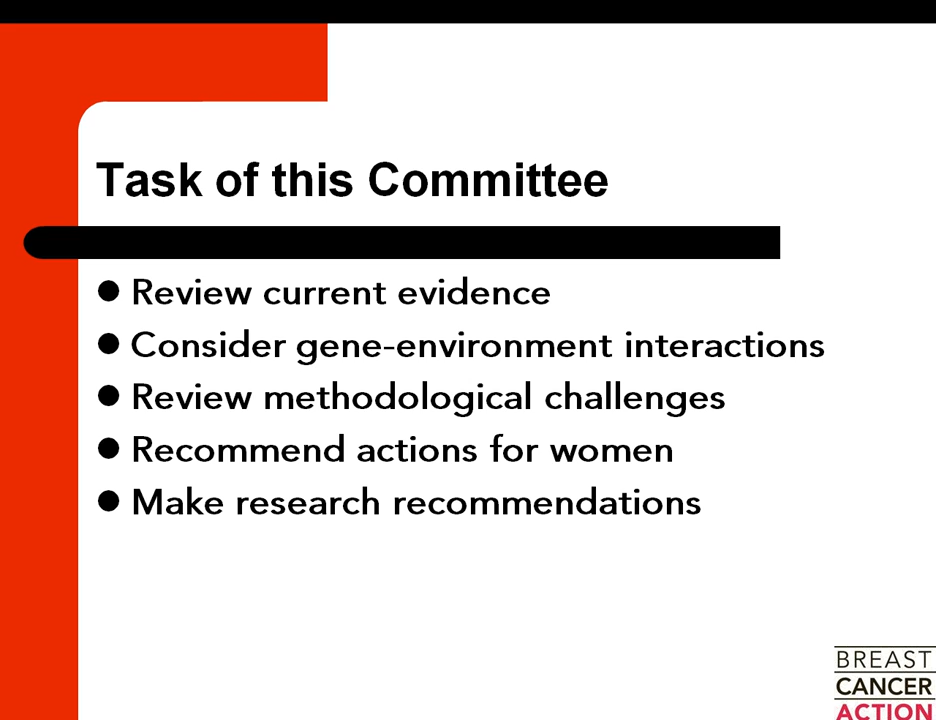 Task of this Committee
Review current evidence
Consider gene-environment interactions
Review methodological challenges
Recommend actions for women
Make research recommendations
BREAST
CANCER
ACTION